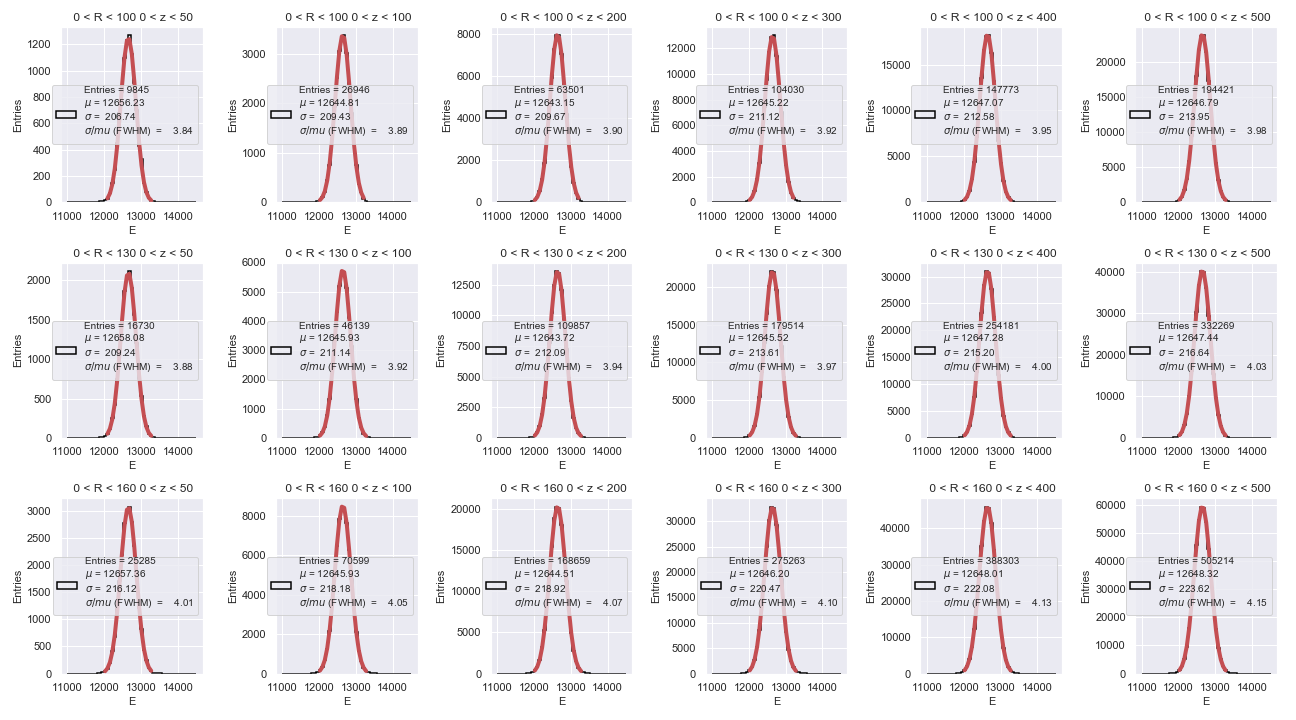 0 < R < 100 0 < z < 50
Entries
1200
1000
800
600
400
200
0
Entries = 9845
μ = 12656.23
σ = 206.74
σ/mu (FWHM) = 3.84
11000 12000 13000 14000
E
0 < R < 100 0 < z < 100
Entries
3000
2000
1000
0
Entries = 26946
μ = 12644.81
σ = 209.43
σ/mu (FWHM) = 3.89
11000 12000 13000 14000
E
0 < R < 100 0 < z < 200
Entries
8000
6000
4000
2000
0
Entries = 63501
μ = 12643.15
σ = 209.67
σ/mu (FWHM) = 3.90
11000 12000 13000 14000
E
0 < R < 100 0 < z < 300
Entries
12000
10000
8000
6000
4000
2000
0
Entries = 104030
μ = 12645.22
σ = 211.12
σ/mu (FWHM) = 3.92
11000 12000 13000 14000
E
0 < R < 100 0 < z < 400
Entries
15000
10000
5000
0
Entries = 147773
μ = 12647.07
σ = 212.58
σ/mu (FWHM) = 3.95
11000 12000 13000 14000
E
0 < R < 100 0 < z < 500
Entries
20000
15000
10000
5000
0
Entries = 194421
μ = 12646.79
σ = 213.95
σ/mu (FWHM) = 3.98
11000 12000 13000 14000
E
0 < R < 130 0 < z < 50
Entries
2000
1500
1000
500
0
Entries = 16730
μ = 12658.08
σ = 209.24
σ/mu (FWHM) = 3.88
11000 12000 13000 14000
E
0 < R < 130 0 < z < 100
Entries
6000
5000
4000
3000
2000
1000
0
Entries = 46139
μ = 12645.93
σ = 211.14
σ/mu (FWHM) = 3.92
11000 12000 13000 14000
E
0 < R < 130 0 < z < 200
Entries
12500
10000
7500
5000
2500
0
Entries = 109857
μ = 12643.72
σ = 212.09
σ/mu (FWHM) = 3.94
11000 12000 13000 14000
E
0 < R < 130 0 < z < 300
Entries
20000
15000
10000
5000
0
Entries = 179514
μ = 12645.52
σ = 213.61
σ/mu (FWHM) = 3.97
11000 12000 13000 14000
E
0 < R < 130 0 < z < 400
Entries
30000
25000
20000
15000
10000
5000
0
Entries = 254181
μ = 12647.28
σ = 215.20
σ/mu (FWHM) = 4.00
11000 12000 13000 14000
E
0 < R < 130 0 < z < 500
Entries
40000
30000
20000
10000
0
Entries = 332269
μ = 12647.44
σ = 216.64
σ/mu (FWHM) = 4.03
11000 12000 13000 14000
E
0 < R < 160 0 < z < 50
Entries
3000
2500
2000
1500
1000
500
0
Entries = 25285
μ = 12657.36
σ = 216.12
σ/mu (FWHM) = 4.01
11000 12000 13000 14000
E
0 < R < 160 0 < z < 100
Entries
8000
6000
4000
2000
0
Entries = 70599
μ = 12645.93
σ = 218.18
σ/mu (FWHM) = 4.05
11000 12000 13000 14000
E
0 < R < 160 0 < z < 200
Entries
20000
15000
10000
5000
0
Entries = 168659
μ = 12644.51
σ = 218.92
σ/mu (FWHM) = 4.07
11000 12000 13000 14000
E
0 < R < 160 0 < z < 300
Entries
30000
25000
20000
15000
10000
5000
0
Entries = 275263
μ = 12646.20
σ = 220.47
σ/mu (FWHM) = 4.10
11000 12000 13000 14000
E
0 < R < 160 0 < z < 400
Entries
40000
30000
20000
10000
0
Entries = 388303
μ = 12648.01
σ = 222.08
σ/mu (FWHM) = 4.13
11000 12000 13000 14000
E
0 < R < 160 0 < z < 500
Entries
60000
50000
40000
30000
20000
10000
0
Entries = 505214
μ = 12648.32
σ = 223.62
σ/mu (FWHM) = 4.15
11000 12000 13000 14000
E